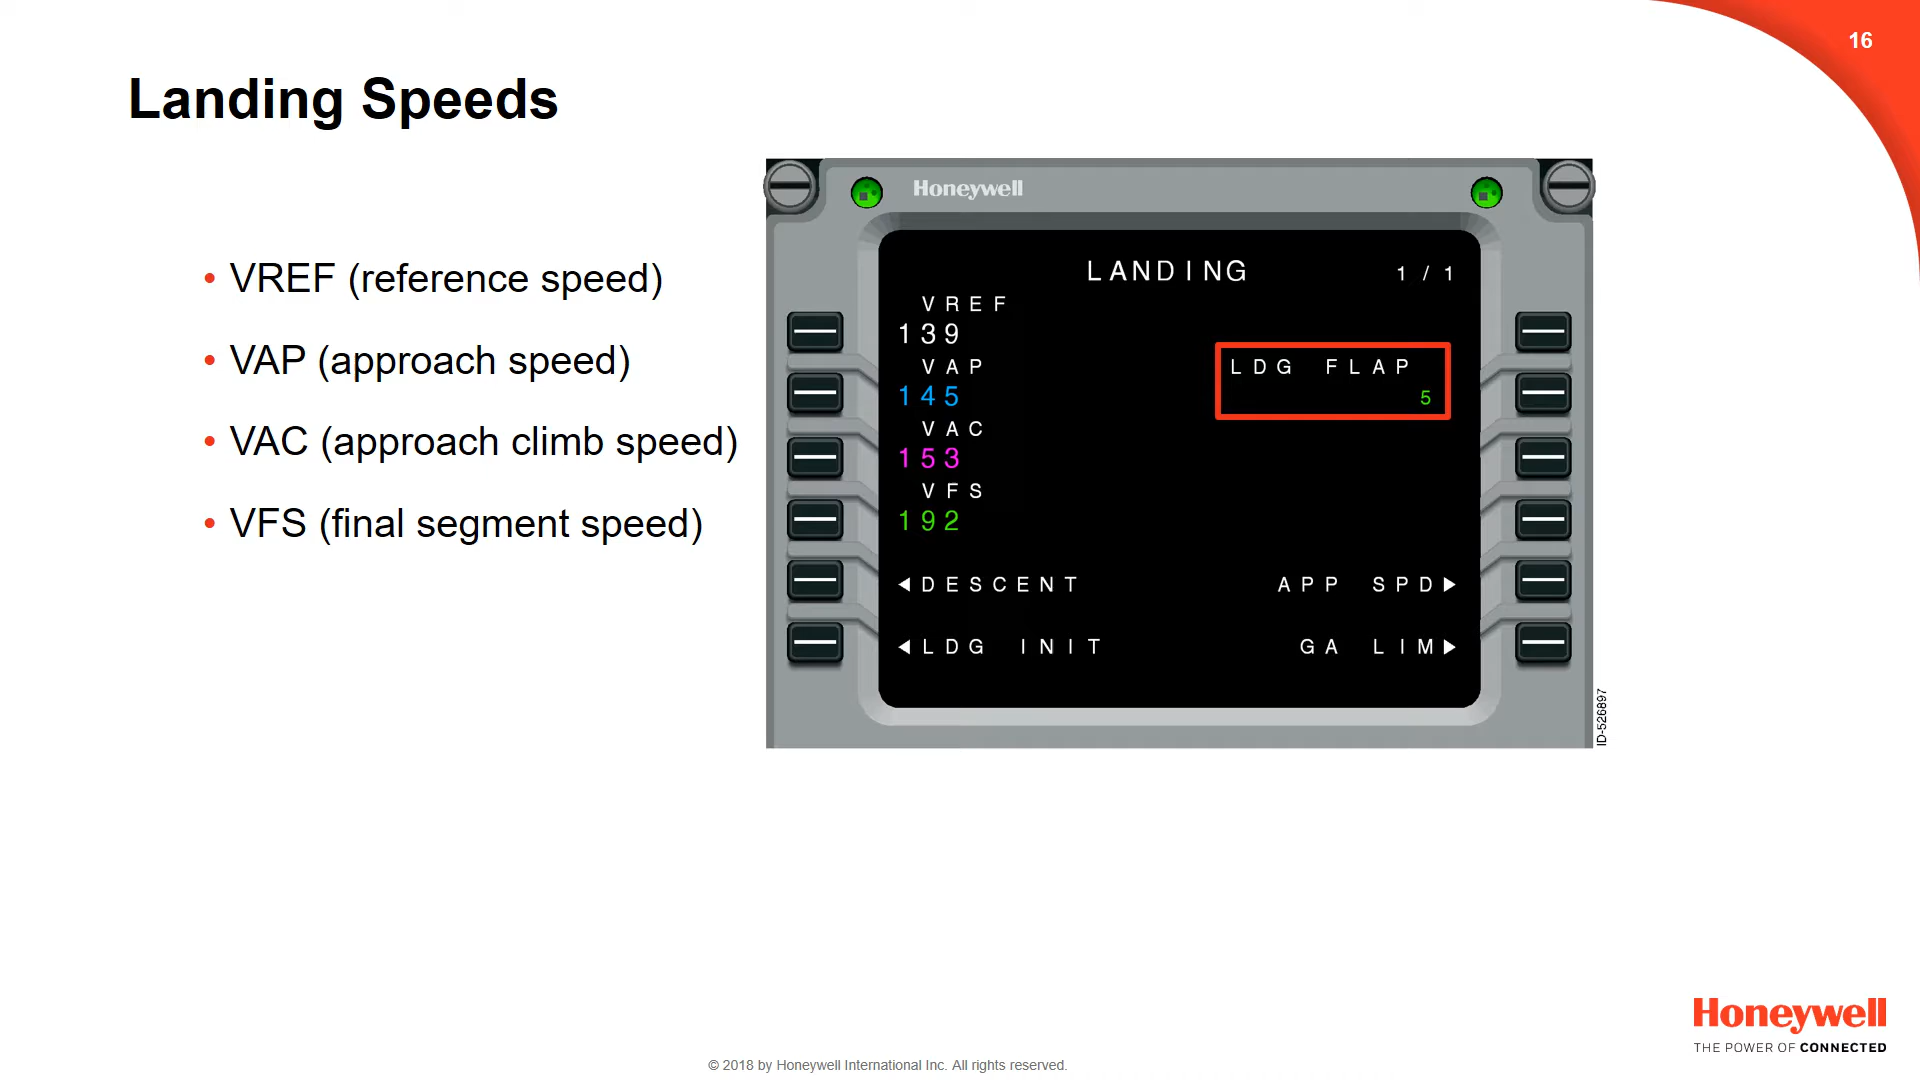 16
Landing Speeds
• VREF (reference speed)
• VAP (approach speed)
• VAC (approach climb speed)
• VFS (final segment speed)
Honeywell
LANDING 1 / 1
VREF
139
VAP LDG FLAP
145 5
VAC
153
VFS
192
◀DESCENT APP SPD▶
◀LDG INIT GA LIM▶
ID-526897
Honeywell
THE POWER OF CONNECTED
© 2018 by Honeywell International Inc. All rights reserved.